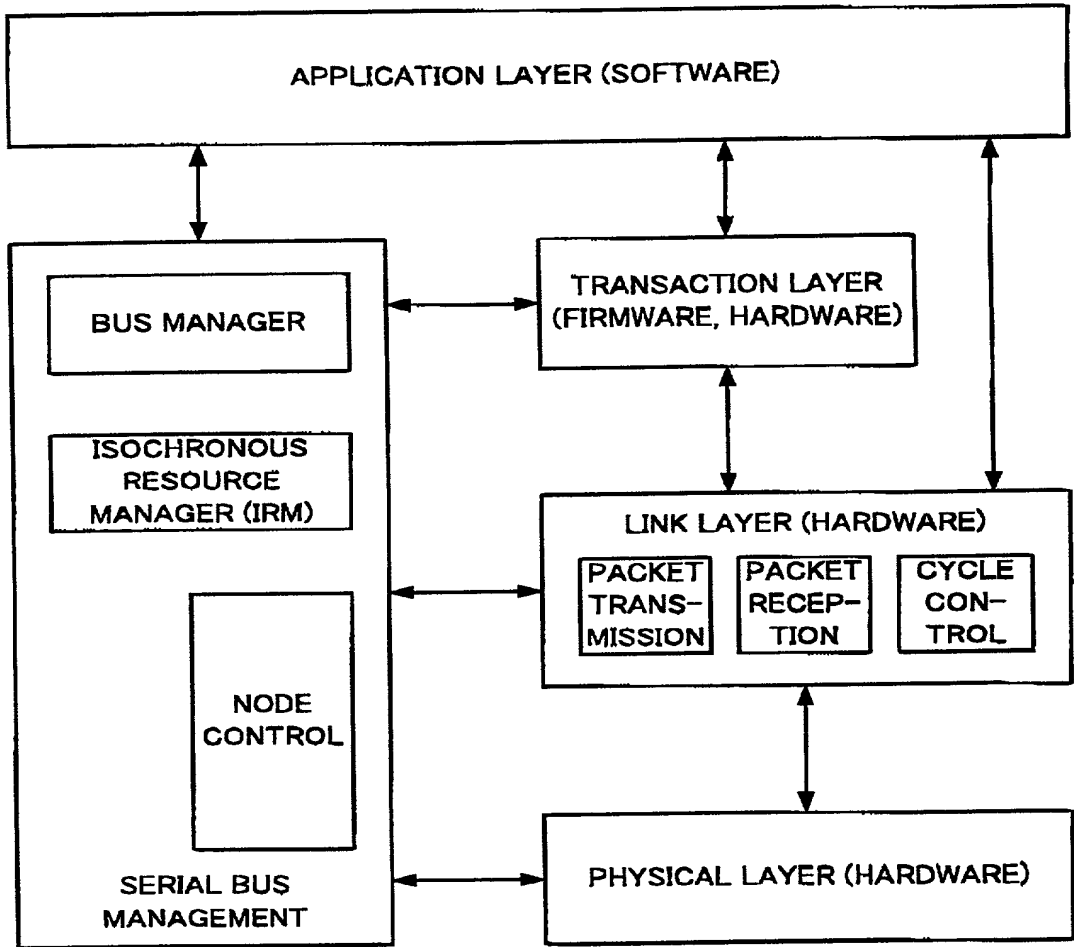 APPLICATION LAYER (SOFTWARE)
BUS MANAGER
ISOCHRONOUS
RESOURCE
MANAGER (IRM)
NODE
CONTROL
SERIAL BUS
MANAGEMENT
TRANSACTION LAYER
(FIRMWARE, HARDWARE)
LINK LAYER (HARDWARE)
PACKET
TRANS-
MISSION
PACKET
RECEP-
TION
CYCLE
CON-
TROL
PHYSICAL LAYER (HARDWARE)